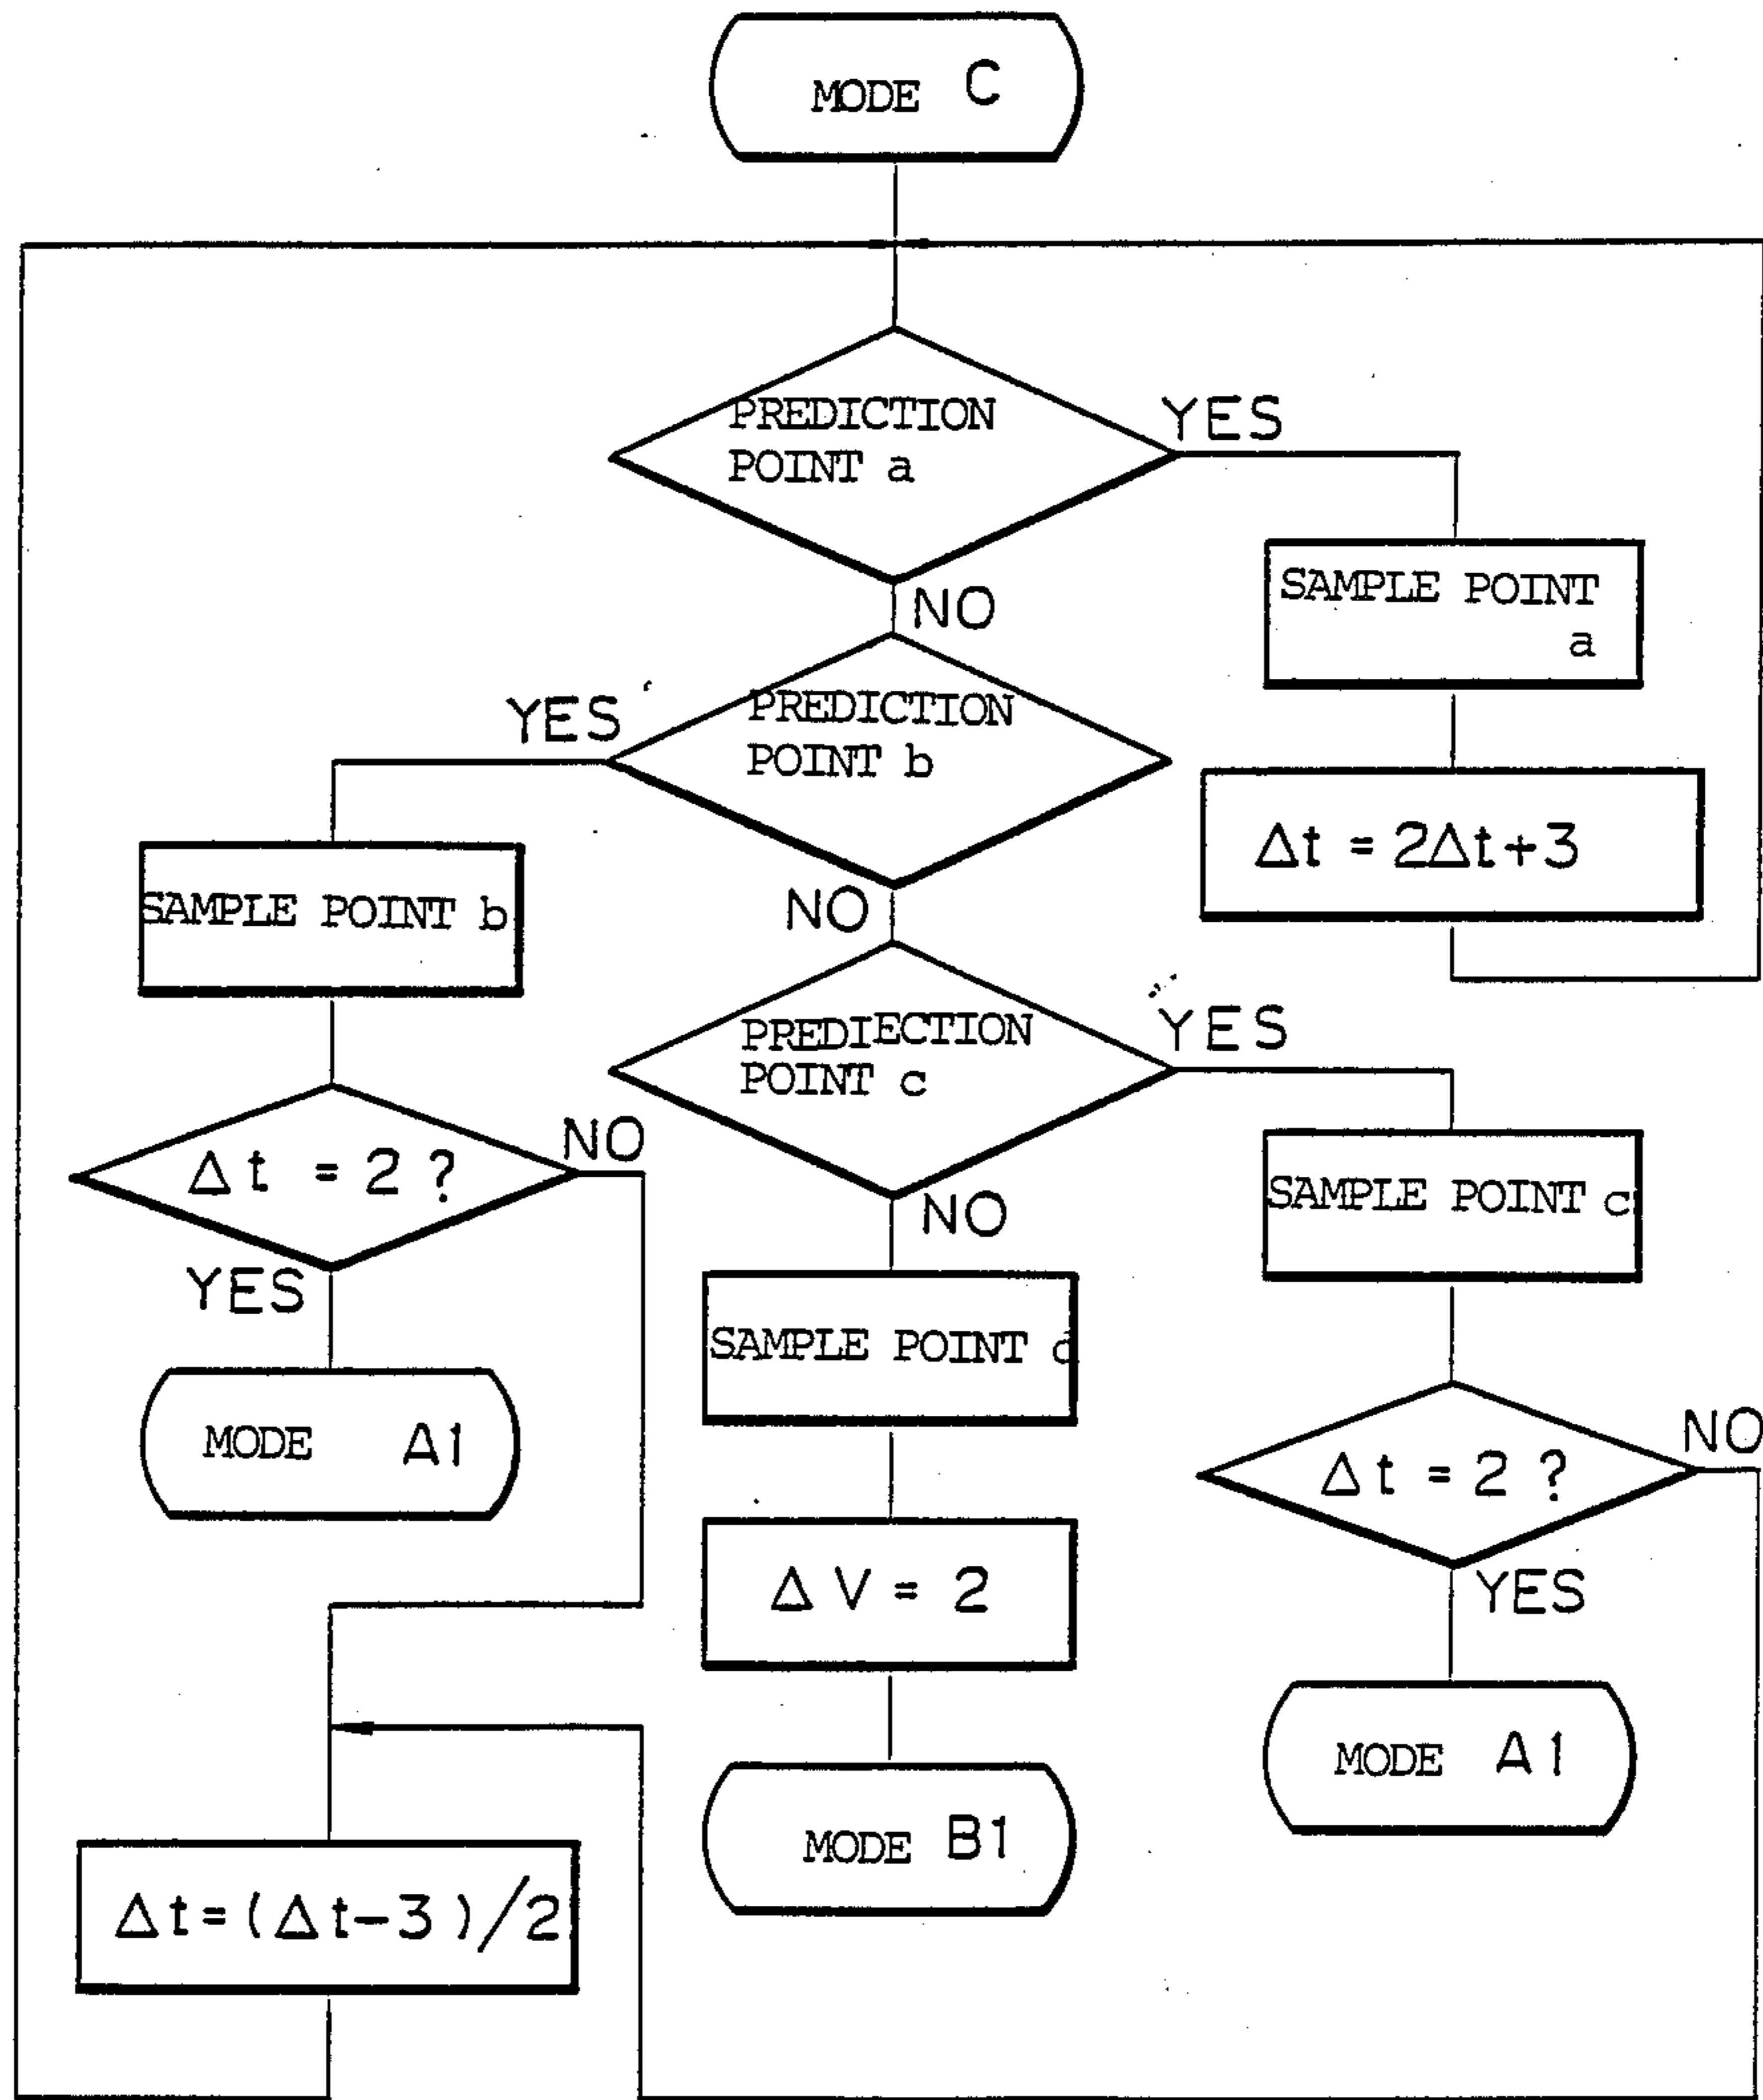 MODE C
PREDICTION
POINT a
YES
NO
SAMPLE POINT
a
Δt = 2Δt+3
PREDICTION
POINT b
YES
NO
SAMPLE POINT b
PREDIECTION
POINT c
YES
NO
Δt = 2 ?
NO
YES
SAMPLE POINT c
SAMPLE POINT d
MODE A1
Δt = 2 ?
NO
YES
ΔV = 2
MODE A1
MODE B1
Δt=(Δt-3)/2